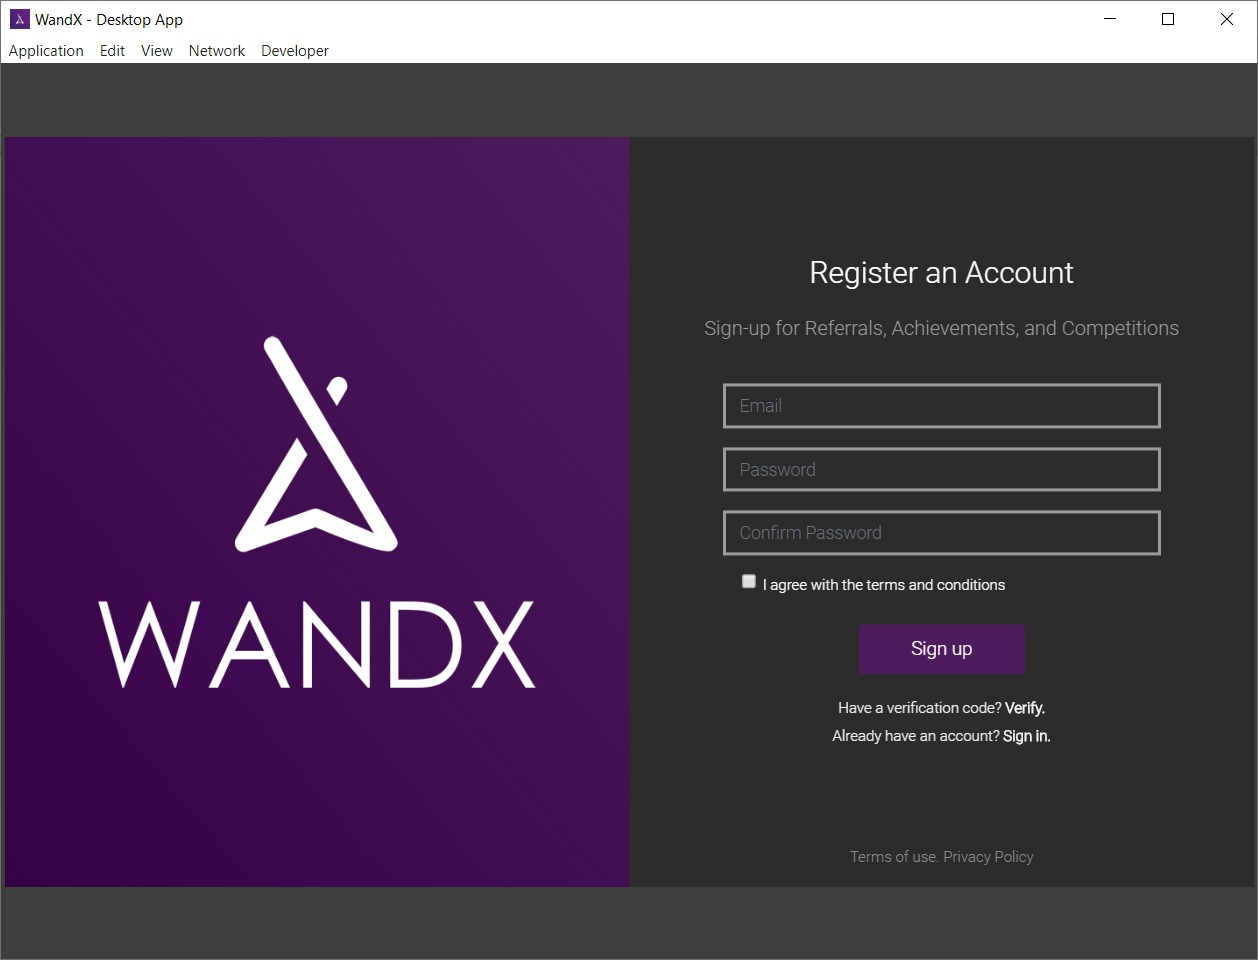 WandX - Desktop App
Application Edit View Network Developer
WANDX
Register an Account
Sign-up for Referrals, Achievements, and Competitions
Email
Password
Confirm Password
I agree with the terms and conditions
Sign up
Have a verification code? Verify.
Already have an account? Sign in.
Terms of use. Privacy Policy